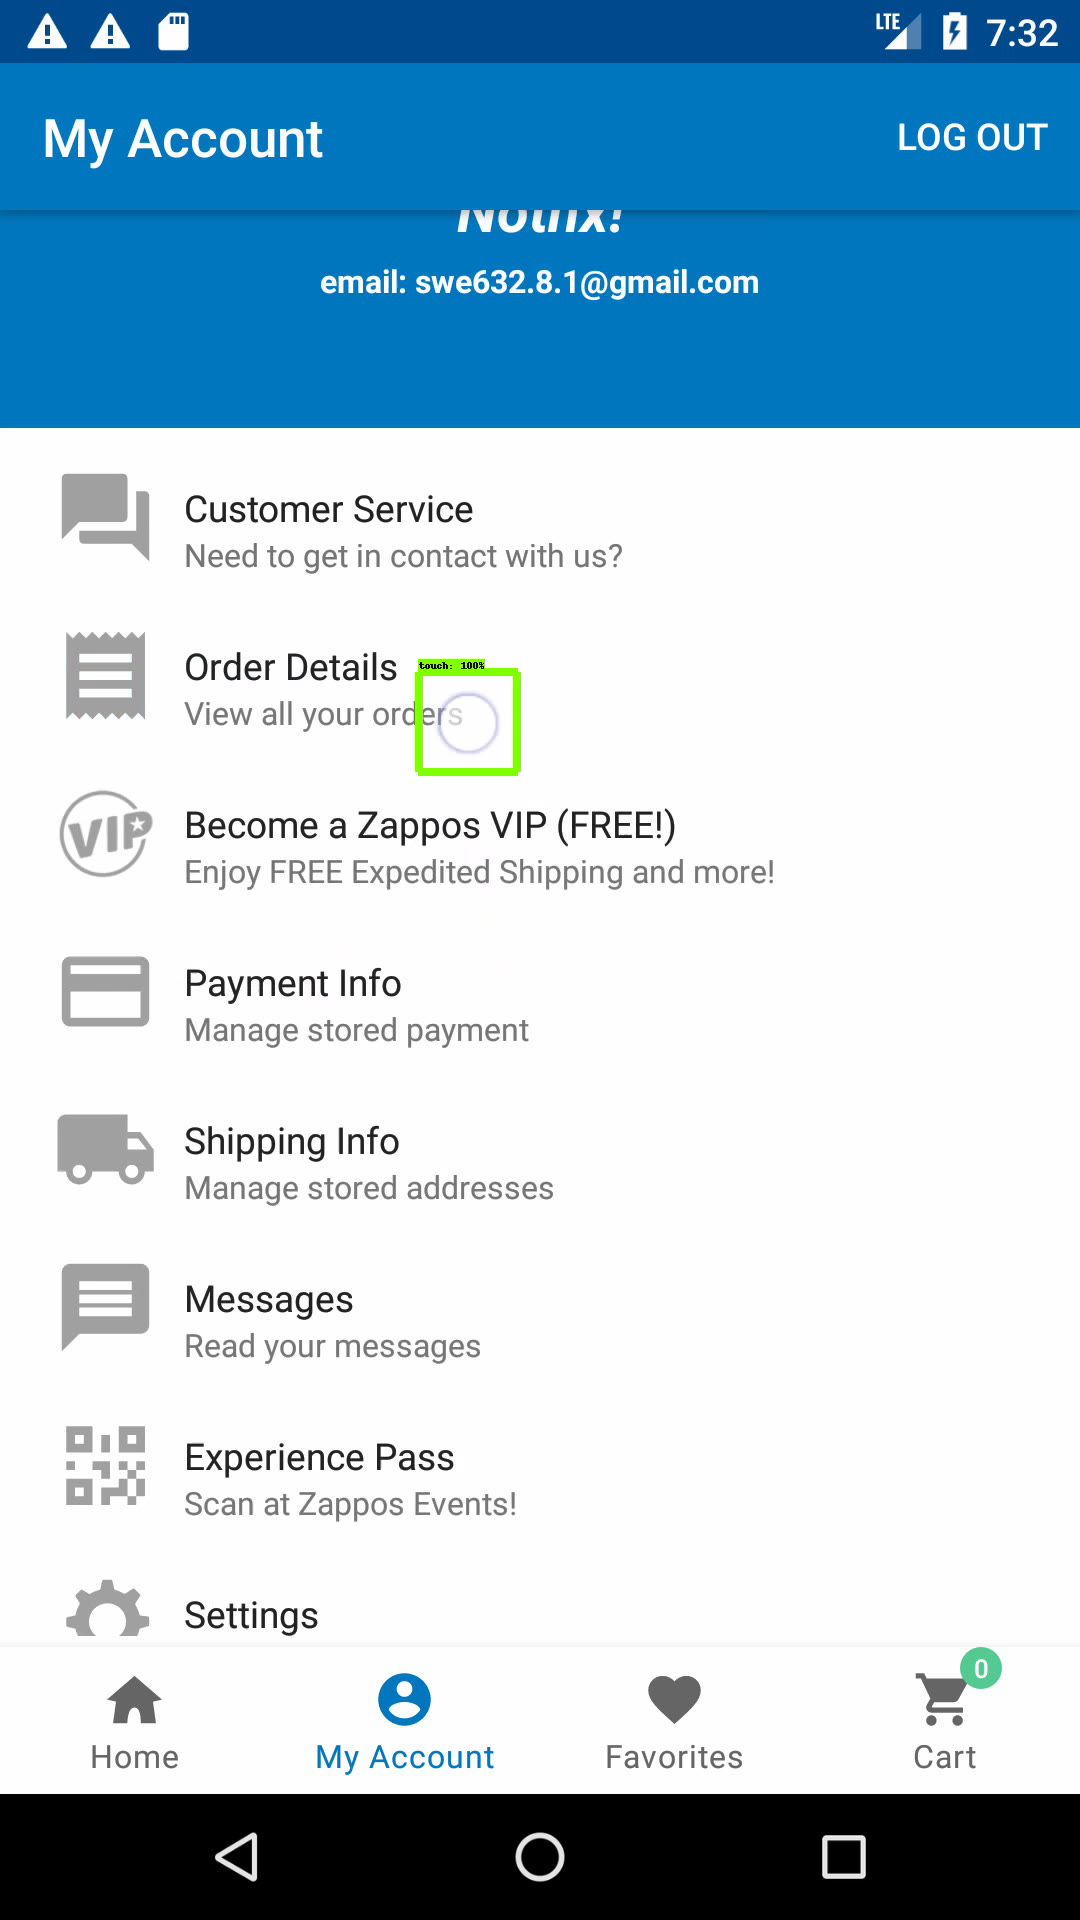 LTE 7:32
My Account LOG OUT
email: swe632.8.1@gmail.com
Customer Service
Need to get in contact with us?
Order Details
touch: 100%
View all your orders
VIP
Become a Zappos VIP (FREE!)
Enjoy FREE Expedited Shipping and more!
Payment Info
Manage stored payment
Shipping Info
Manage stored addresses
Messages
Read your messages
Experience Pass
Scan at Zappos Events!
Settings
0
Home My Account Favorites Cart